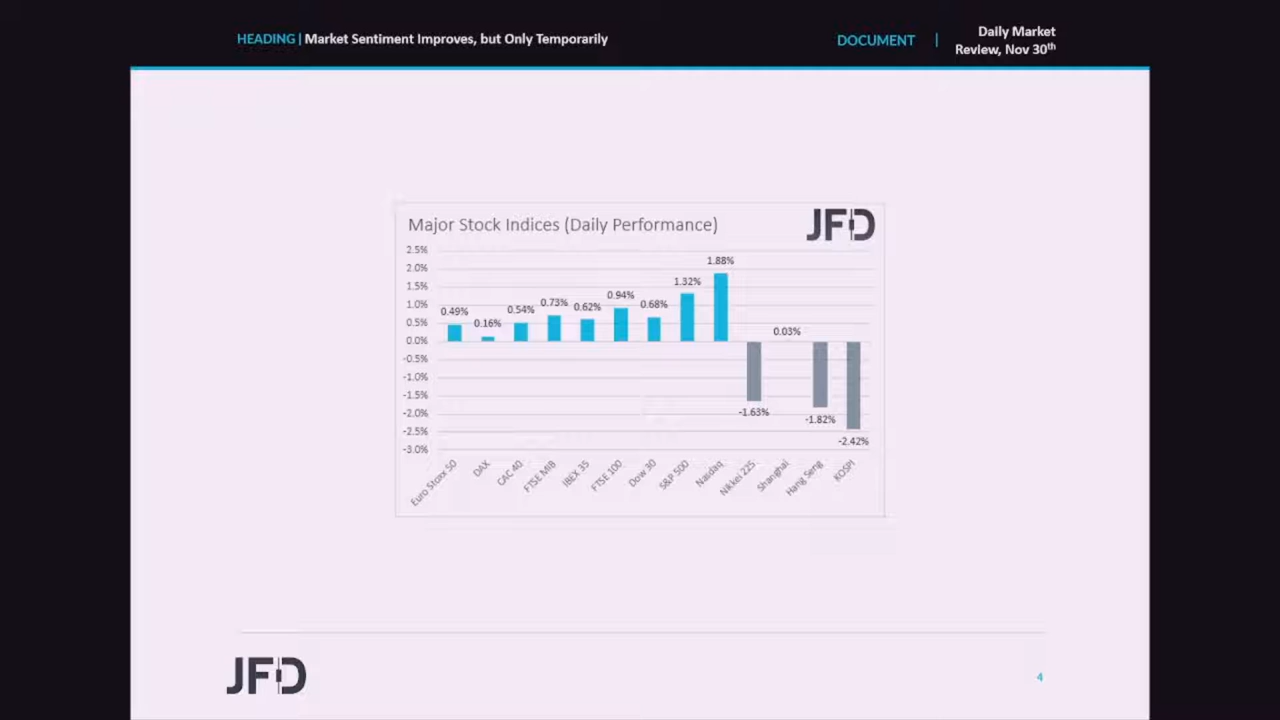 HEADING | Market Sentiment Improves, but Only Temporarily
DOCUMENT |
Daily Market
Review, Nov 30th
Major Stock Indices (Daily Performance)
JFD
2.5%
2.0%
1.5%
1.0%
0.5%
0.0%
-0.5%
-1.0%
-1.5%
-2.0%
-2.5%
-3.0%
0.49%
0.16%
0.54%
0.73%
0.62%
0.94%
0.68%
1.32%
1.88%
-1.63%
0.03%
-1.82%
-2.42%
Euro Stoxx 50
DAX
CAC 40
FTSE MIB
IBEX 35
FTSE 100
Dow 30
S&P 500
Nasdaq
Nikkei 225
Shanghai
Hang Seng
KOSPI
JFD
4